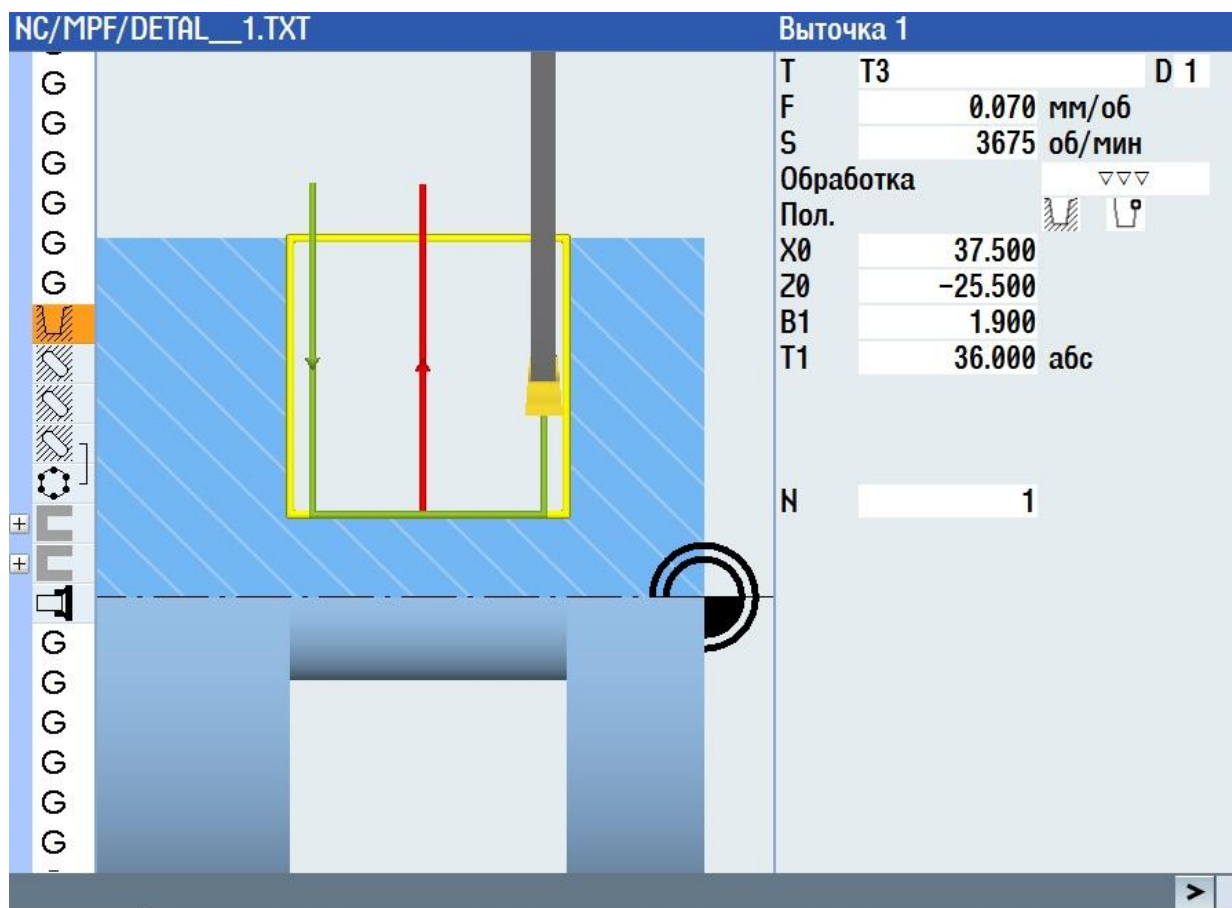 NC/MPF/DETAL__1.TXT
Выточка 1
T T3 D 1
F 0.070 мм/об
S 3675 об/мин
Обработка ▽▽▽
Пол.
X0 37.500
Z0 -25.500
B1 1.900
T1 36.000 абс
N 1
G
G
G
G
G
G
G
G
G
G
G
G
>